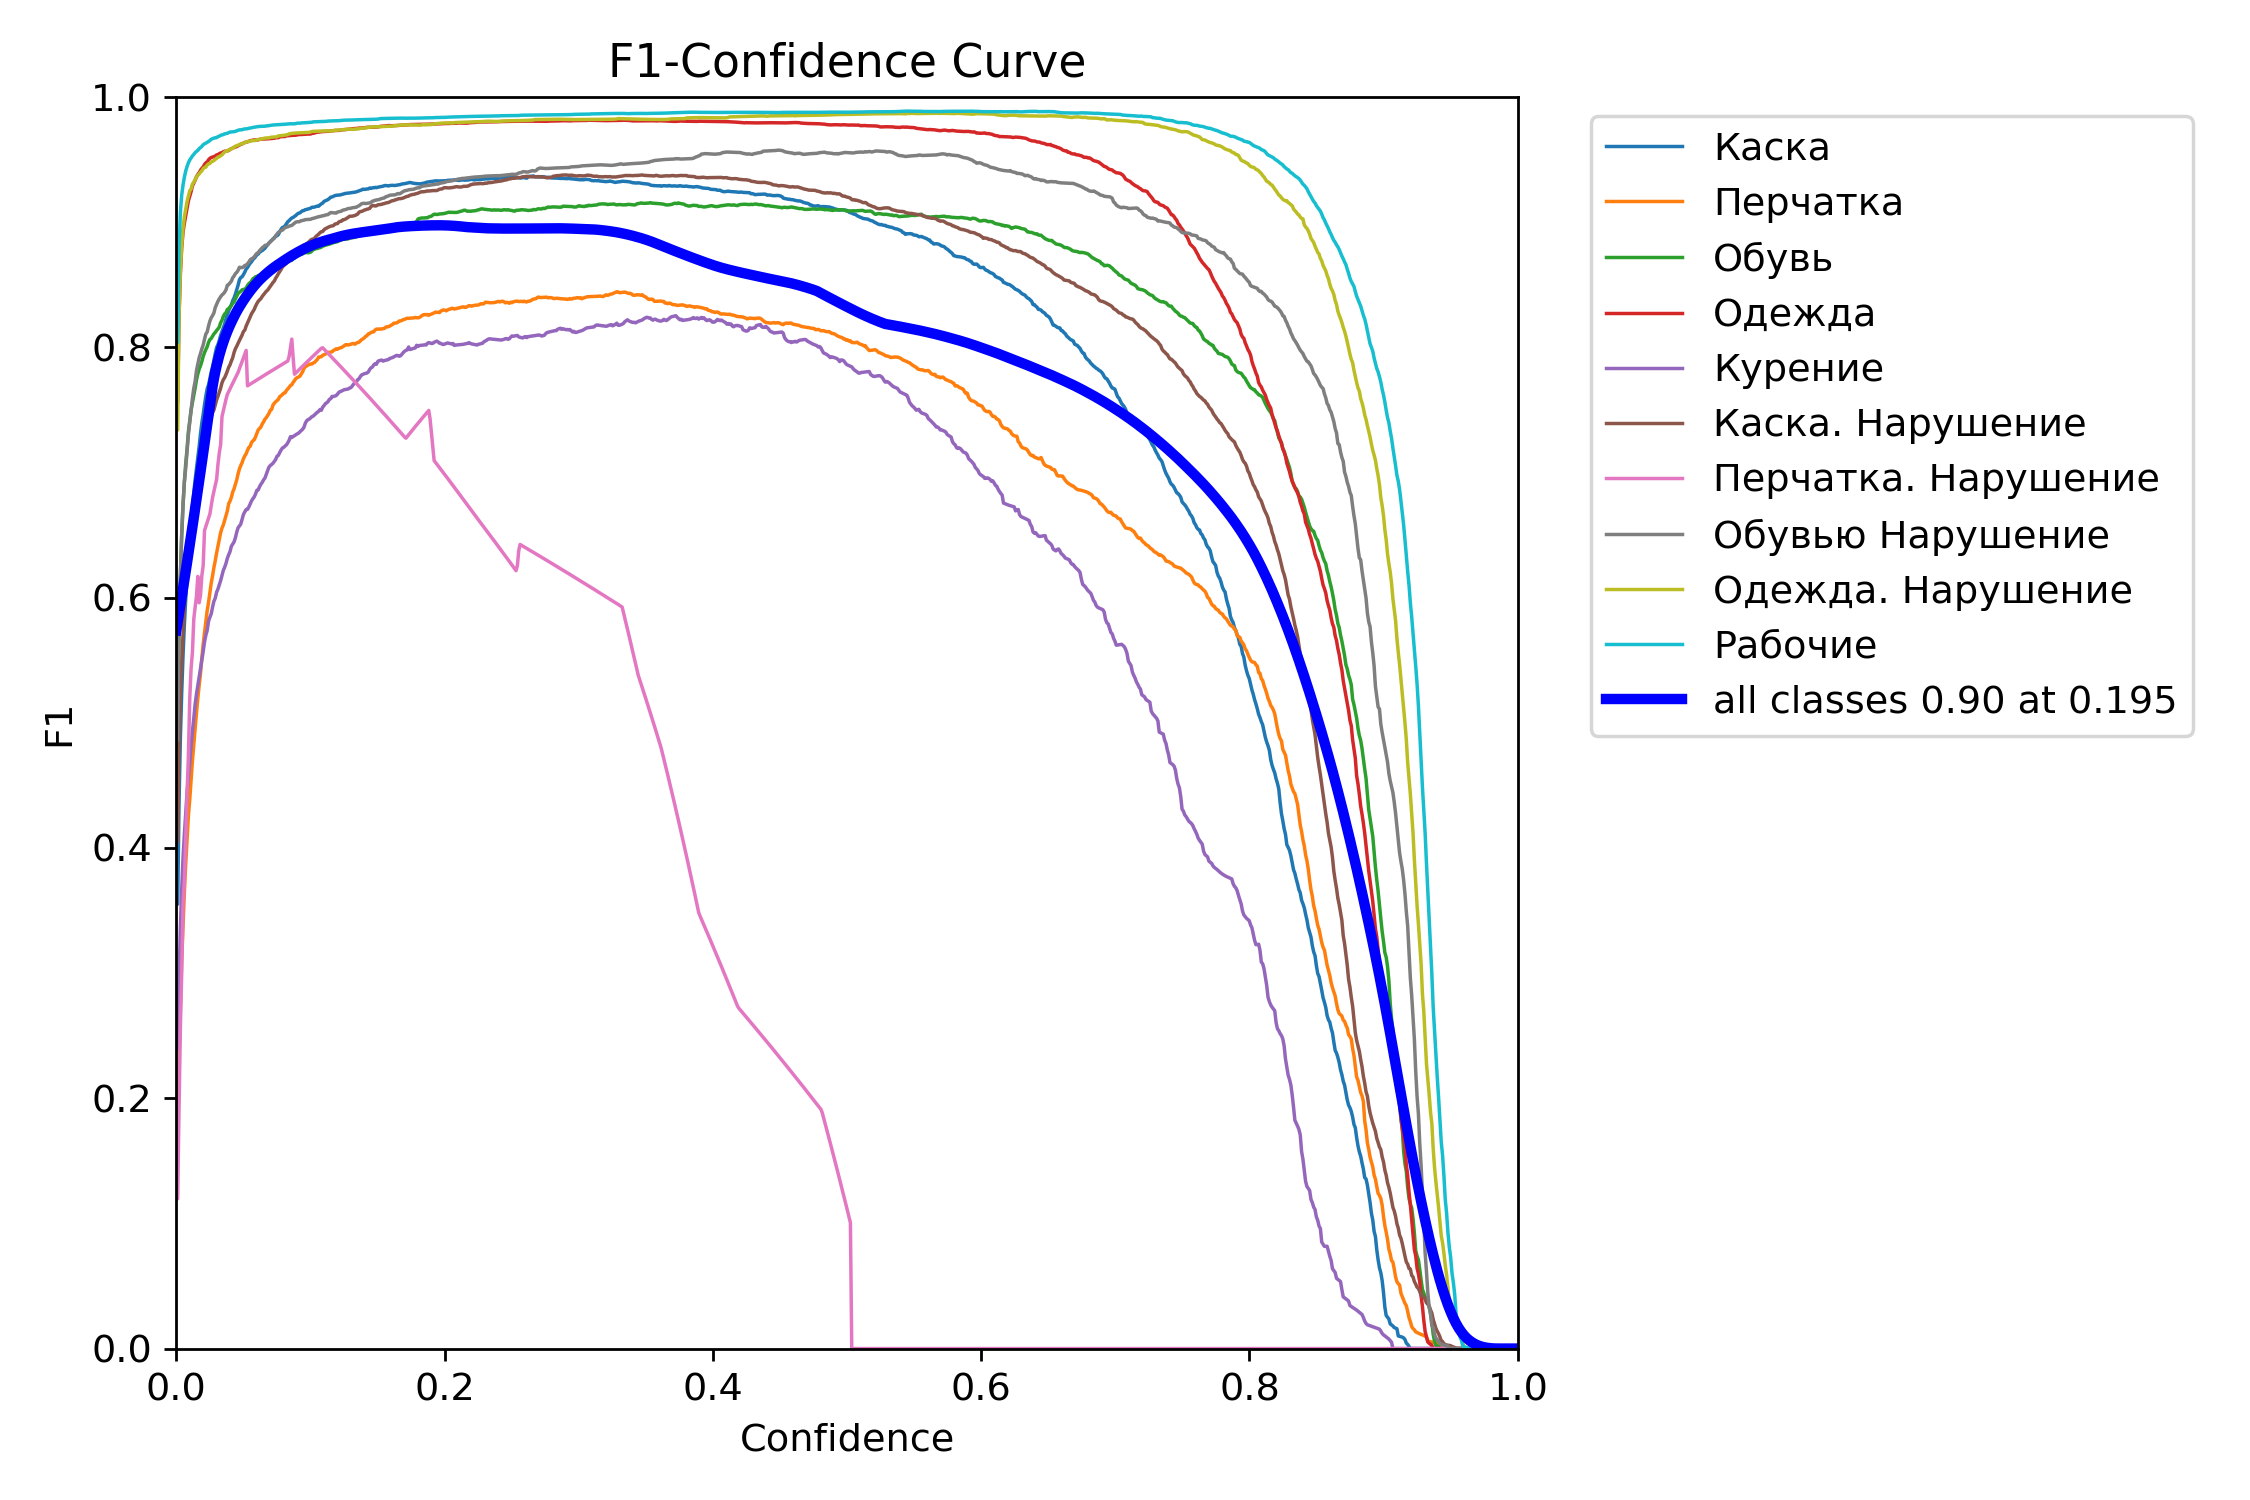 F1-Confidence Curve
1.0
0.8
0.6
0.4
0.2
0.0
F1
0.0 0.2 0.4 0.6 0.8 1.0
Confidence
Каска
Перчатка
Обувь
Одежда
Курение
Каска. Нарушение
Перчатка. Нарушение
Обувью Нарушение
Одежда. Нарушение
Рабочие
all classes 0.90 at 0.195